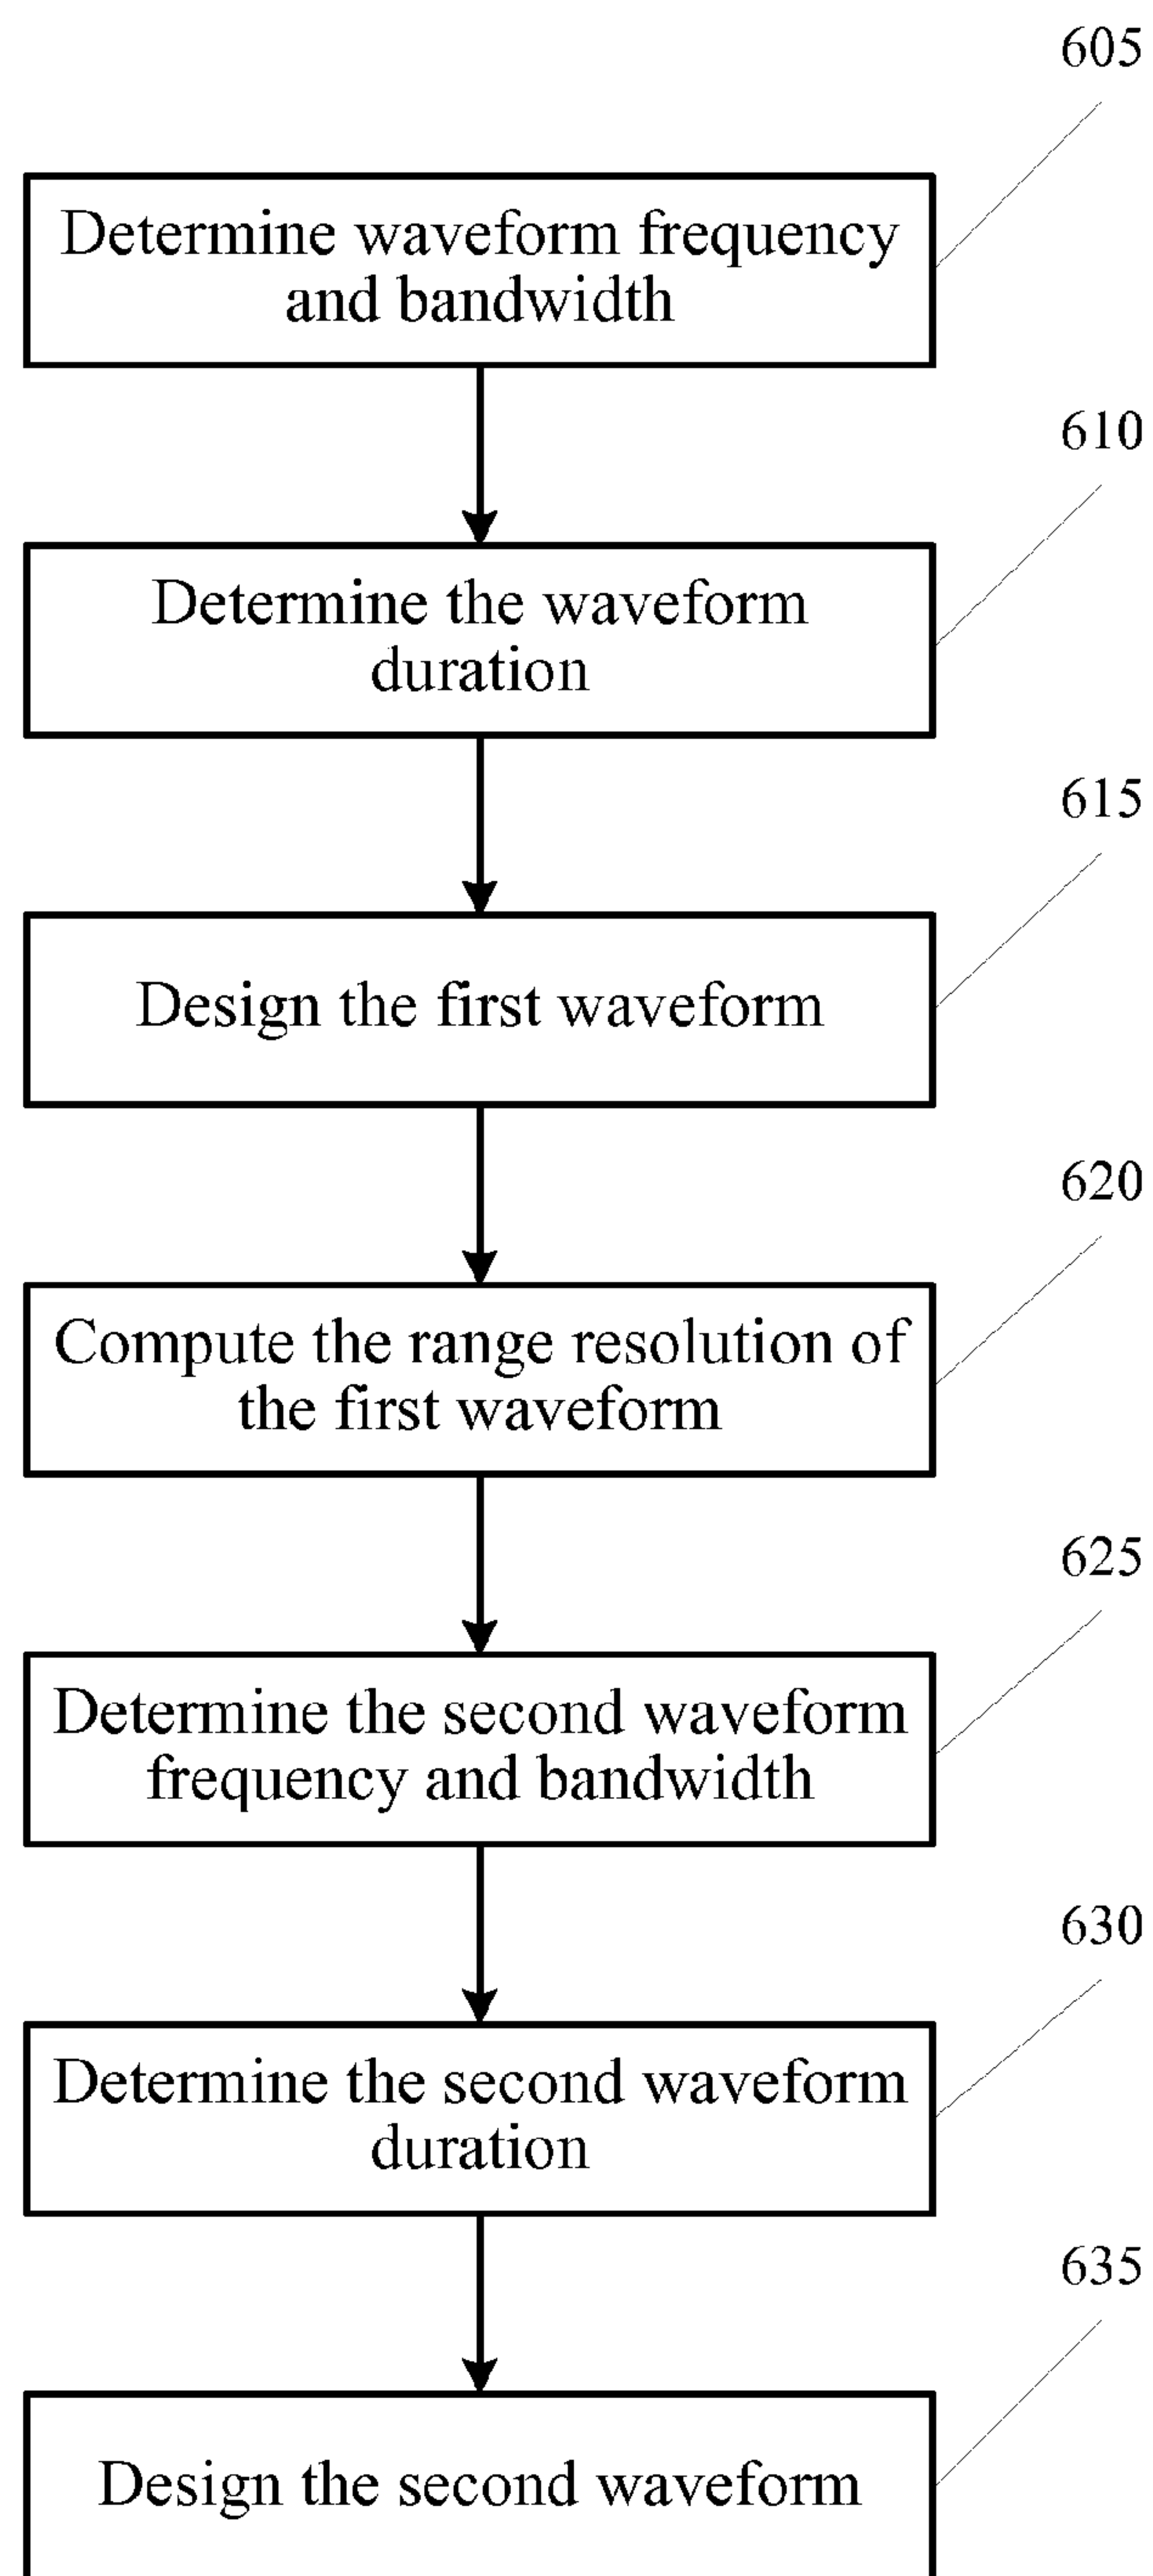 605
Determine waveform frequency
and bandwidth
610
Determine the waveform
duration
615
Design the first waveform
620
Compute the range resolution of
the first waveform
625
Determine the second waveform
frequency and bandwidth
630
Determine the second waveform
duration
635
Design the second waveform